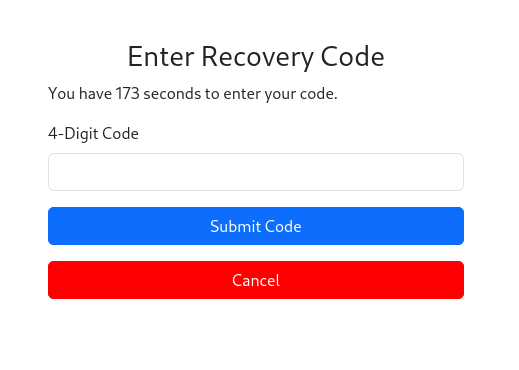 Enter Recovery Code
You have 173 seconds to enter your code.
4-Digit Code
Submit Code
Cancel